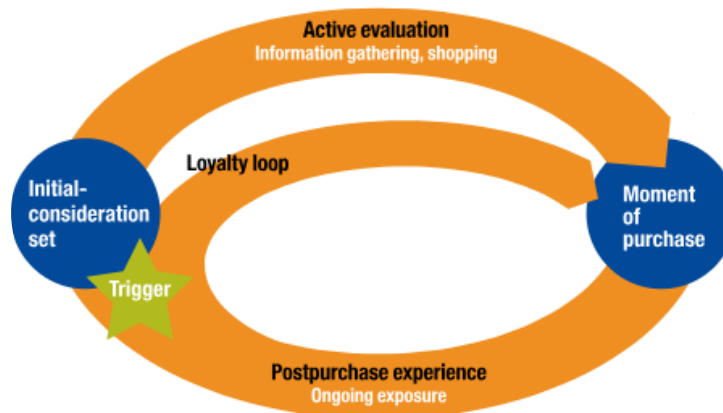 Active evaluation
Information gathering, shopping
Loyalty loop
Initial-
consideration
set
Moment
of
purchase
Trigger
Postpurchase experience
Ongoing exposure